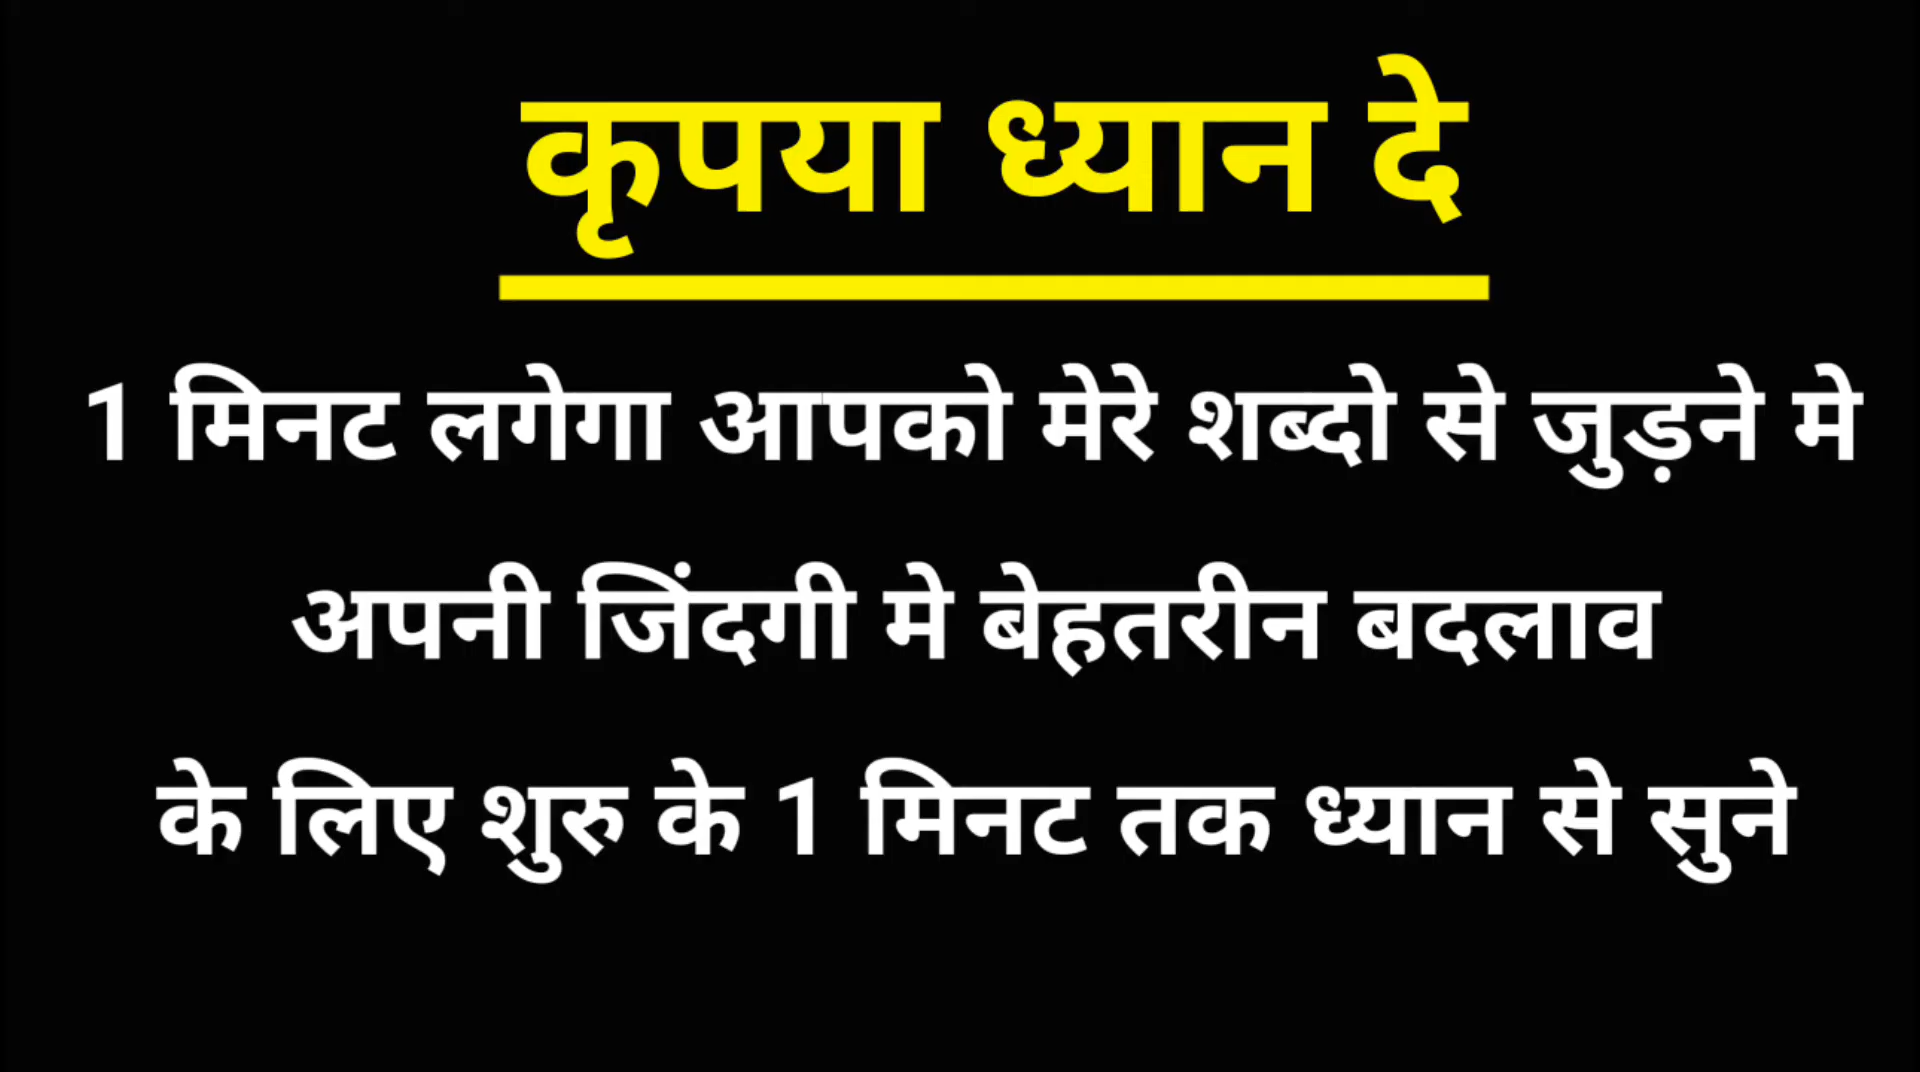 कृपया ध्यान दे
1 मिनट लगेगा आपको मेरे शब्दो से जुड़ने मे
अपनी जिंदगी मे बेहतरीन बदलाव
के लिए शुरु के 1 मिनट तक ध्यान से सुने